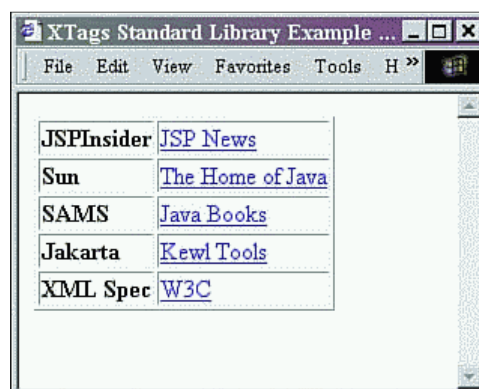 XTags Standard Library Example ...
File Edit View Favorites Tools H »
JSPInsider JSP News
Sun The Home of Java
SAMS Java Books
Jakarta Kewl Tools
XML Spec W3C